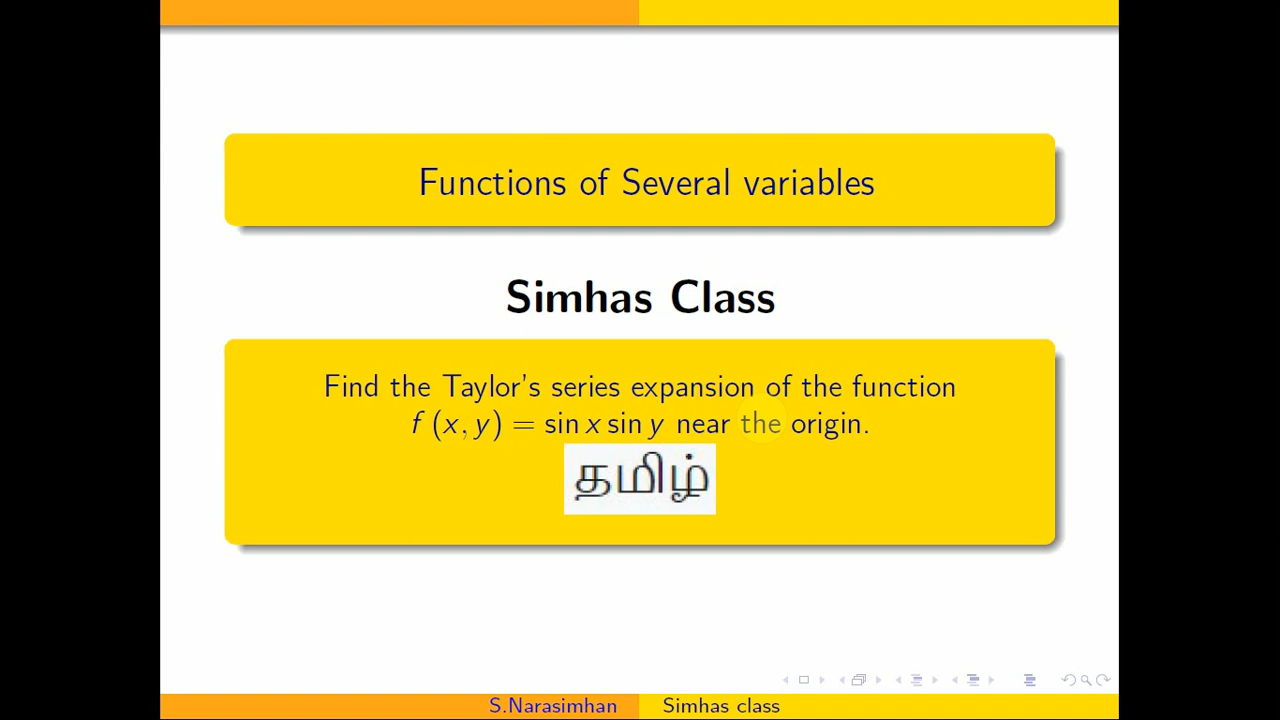 Functions of Several variables
Simhas Class
Find the Taylor's series expansion of the function
f (x, y) = sin x sin y near the origin.
தமிழ்
S.Narasimhan Simhas class